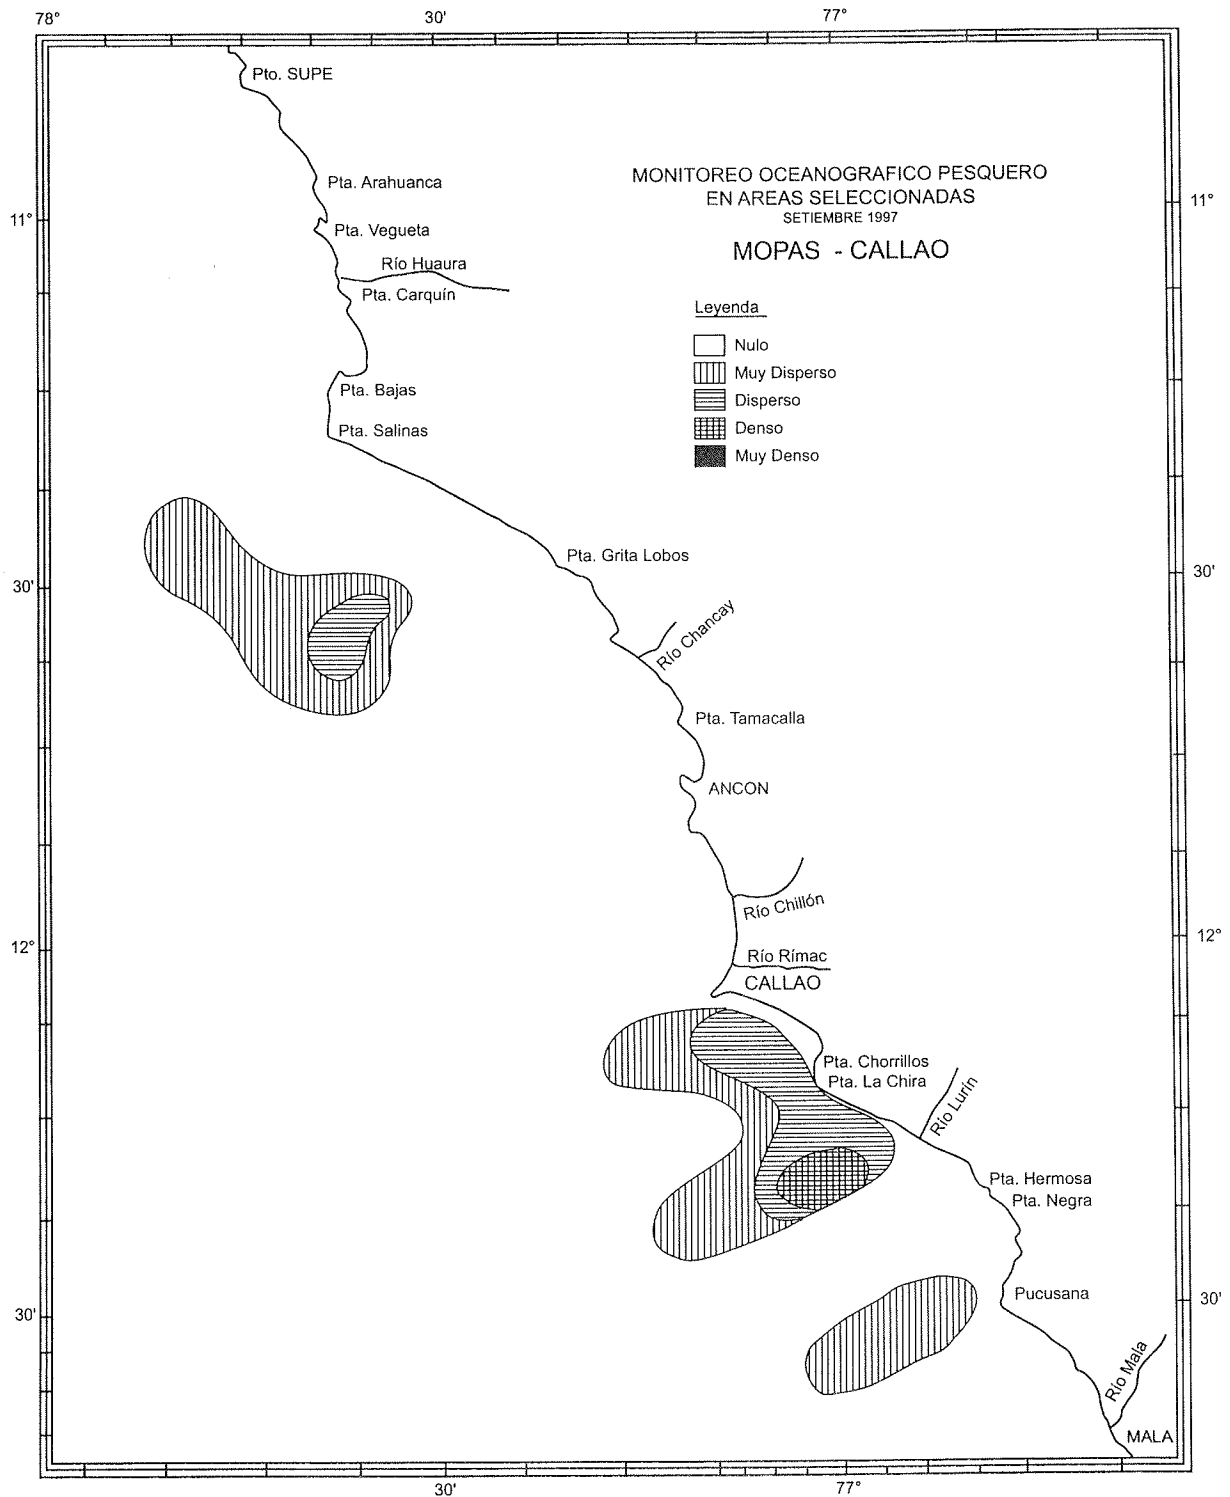 78°
30'
77°
Pto. SUPE
Pta. Arahuanca
MONITOREO OCEANOGRAFICO PESQUERO
EN AREAS SELECCIONADAS
SETIEMBRE 1997
MOPAS - CALLAO
11°
11°
Pta. Vegueta
Río Huaura
Pta. Carquín
Leyenda
Nulo
Muy Disperso
Disperso
Denso
Muy Denso
Pta. Bajas
Pta. Salinas
Pta. Grita Lobos
30'
30'
Río Chancay
Pta. Tamacalla
ANCON
Río Chillón
12°
12°
Río Rímac
CALLAO
Pta. Chorrillos
Pta. La Chira
Río Lurín
Pta. Hermosa
Pta. Negra
Pucusana
30'
30'
Río Mala
MALA
30'
77°